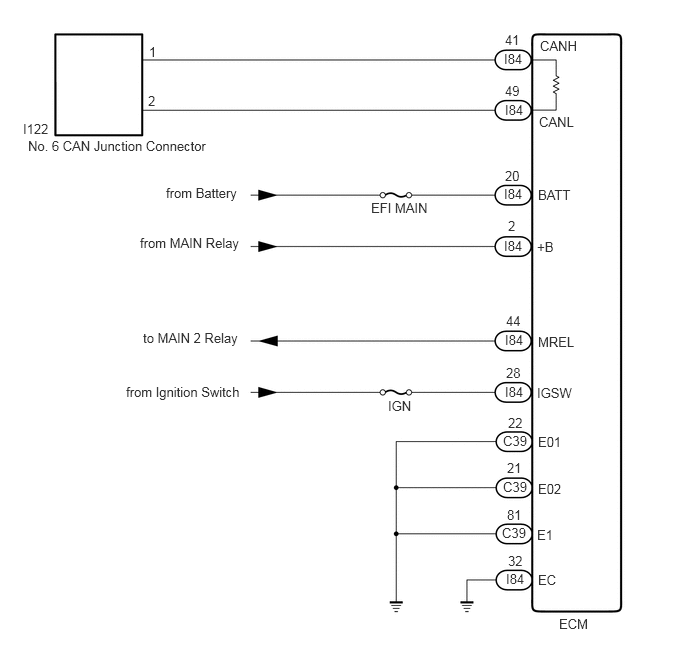 41
CANH
1
I84
49
2
I84
I122
CANL
No. 6 CAN Junction Connector
20
from Battery
I84
BATT
EFI MAIN
2
from MAIN Relay
I84
+B
44
to MAIN 2 Relay
I84
MREL
28
from Ignition Switch
I84
IGSW
IGN
22
C39
E01
21
C39
E02
81
C39
E1
32
I84
EC
ECM